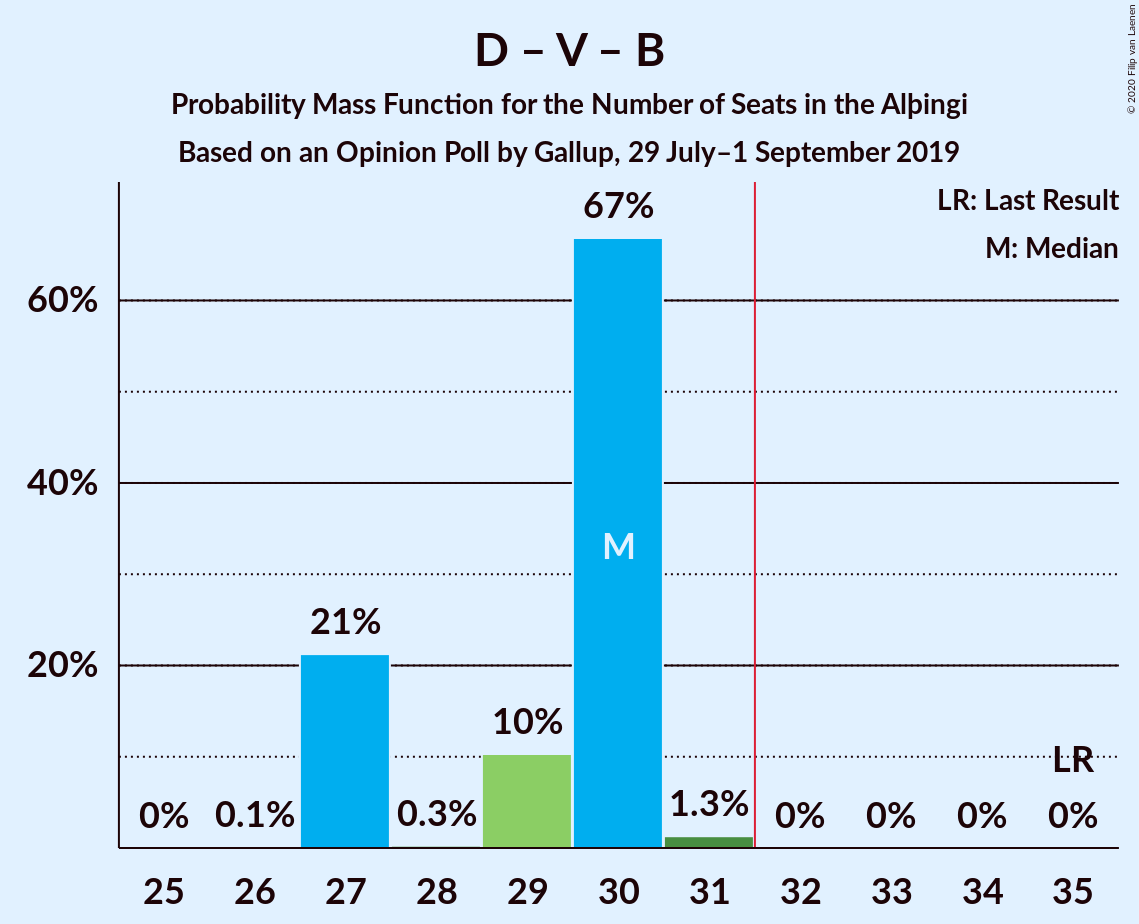 D – V – B
Probability Mass Function for the Number of Seats in the Alþingi
Based on an Opinion Poll by Gallup, 29 July–1 September 2019
© 2020 Filip van Laenen
LR: Last Result
M: Median
67%
60%
40%
M
21%
20%
10%
LR
0%
0.1%
0.3%
1.3%
0%
0%
0%
0%
25 26 27 28 29 30 31 32 33 34 35